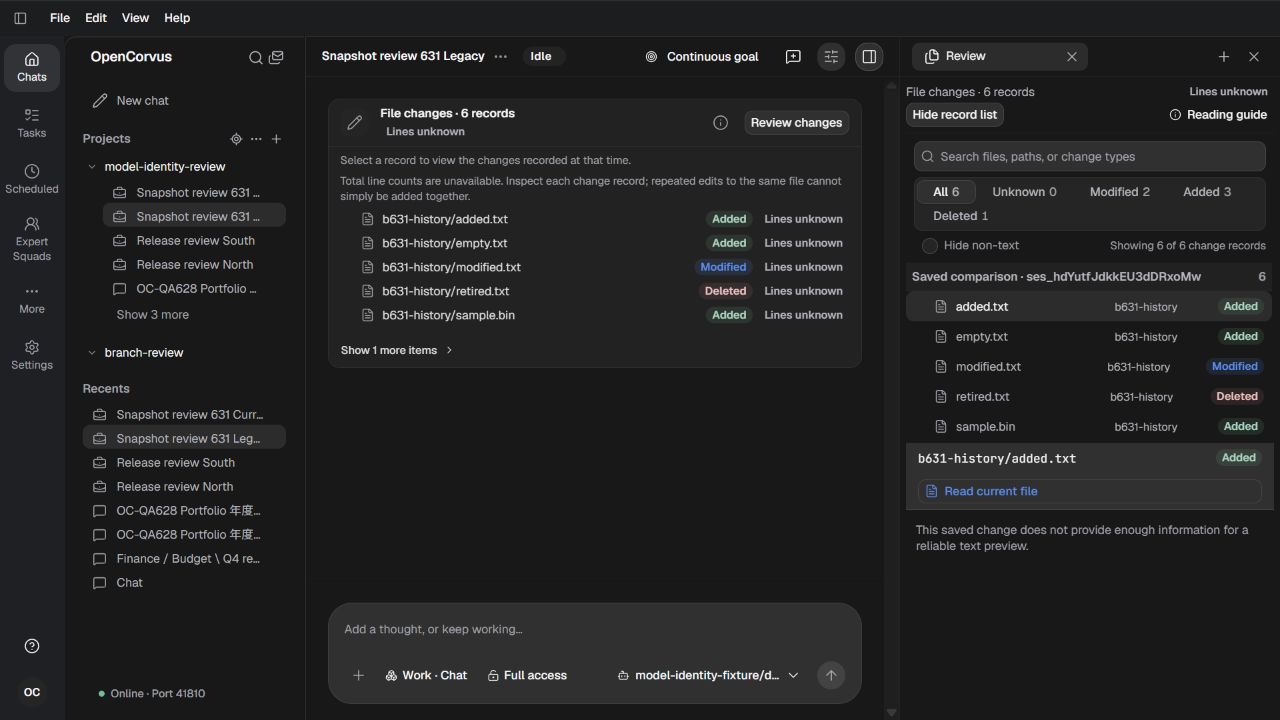 File Edit View Help
Chats
Tasks
Scheduled
Expert
Squads
More
Settings
OC
OpenCorvus
New chat
Projects
model-identity-review
Snapshot review 631 ...
Snapshot review 631 ...
Release review South
Release review North
OC-QA628 Portfolio ...
Show 3 more
branch-review
Recents
Snapshot review 631 Curr...
Snapshot review 631 Leg...
Release review South
Release review North
OC-QA628 Portfolio 年度...
OC-QA628 Portfolio 年度...
Finance / Budget \ Q4 re...
Chat
Online · Port 41810
Snapshot review 631 Legacy ... Idle Continuous goal
File changes · 6 records
Lines unknown
Review changes
Select a record to view the changes recorded at that time.
Total line counts are unavailable. Inspect each change record; repeated edits to the same file cannot
simply be added together.
b631-history/added.txt Added Lines unknown
b631-history/empty.txt Added Lines unknown
b631-history/modified.txt Modified Lines unknown
b631-history/retired.txt Deleted Lines unknown
b631-history/sample.bin Added Lines unknown
Show 1 more items
Add a thought, or keep working...
Work · Chat Full access model-identity-fixture/d...
Review
File changes · 6 records Lines unknown
Hide record list Reading guide
Search files, paths, or change types
All 6 Unknown 0 Modified 2 Added 3
Deleted 1
Hide non-text Showing 6 of 6 change records
Saved comparison · ses_hdYutfJdkkEU3dDRxoMw 6
added.txt b631-history Added
empty.txt b631-history Added
modified.txt b631-history Modified
retired.txt b631-history Deleted
sample.bin b631-history Added
b631-history/added.txt Added
Read current file
This saved change does not provide enough information for a
reliable text preview.